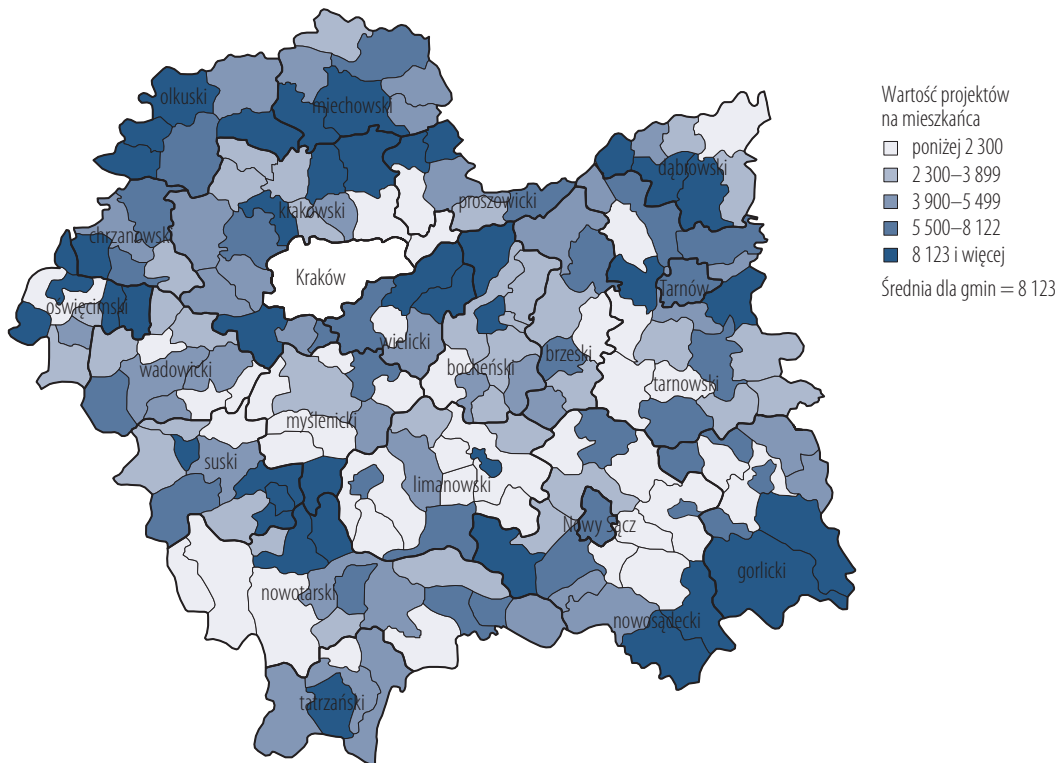 olkuski
miechowski
dąbrowski
krakowski
proszowicki
chrzanowski
Kraków
Tarnów
oświęcimski
wielicki
wadowicki
bocheński
brzeski
tarnowski
myślenicki
suski
limanowski
Nowy Sącz
gorlicki
nowotarski
nowosądecki
tatrzański
Wartość projektów
na mieszkańca
poniżej 2 300
2 300–3 899
3 900–5 499
5 500–8 122
8 123 i więcej
Średnia dla gmin = 8 123